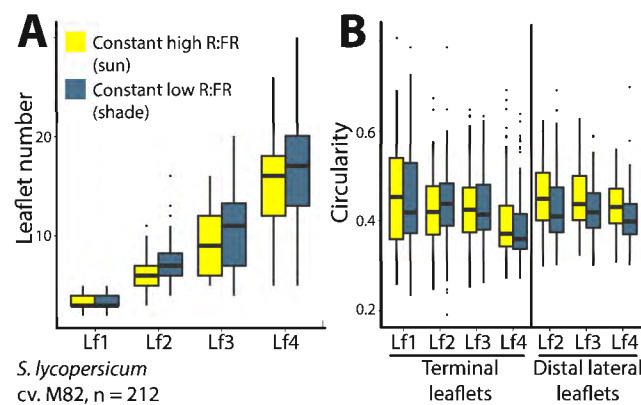 A
Constant high R:FR
(sun)
Constant low R:FR
(shade)
Leaflet number
20
10
Lf1 Lf2 Lf3 Lf4
S. lycopersicum
cv. M82, n = 212
B
Circularity
0.6
0.4
0.2
Lf1 Lf2 Lf3 Lf4 Lf2 Lf3 Lf4
Terminal Distal lateral
leaflets leaflets